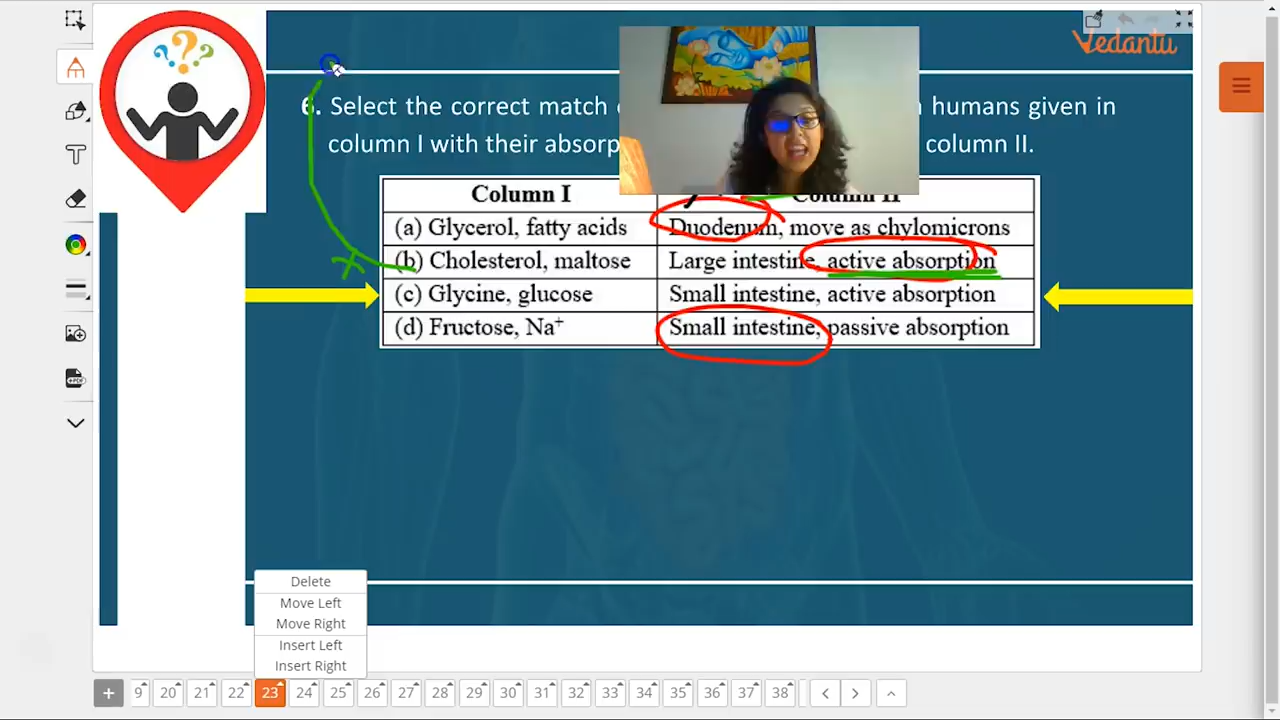 Vedantu
6. Select the correct match humans given in
column I with their absorp column II.
Column I Column II
(a) Glycerol, fatty acids Duodenum, move as chylomicrons
(b) Cholesterol, maltose Large intestine, active absorption
(c) Glycine, glucose Small intestine, active absorption
(d) Fructose, Na⁺ Small intestine, passive absorption
Delete
Move Left
Move Right
Insert Left
Insert Right
+ 9 20 21 22 23 24 25 26 27 28 29 30 31 32 33 34 35 36 37 38